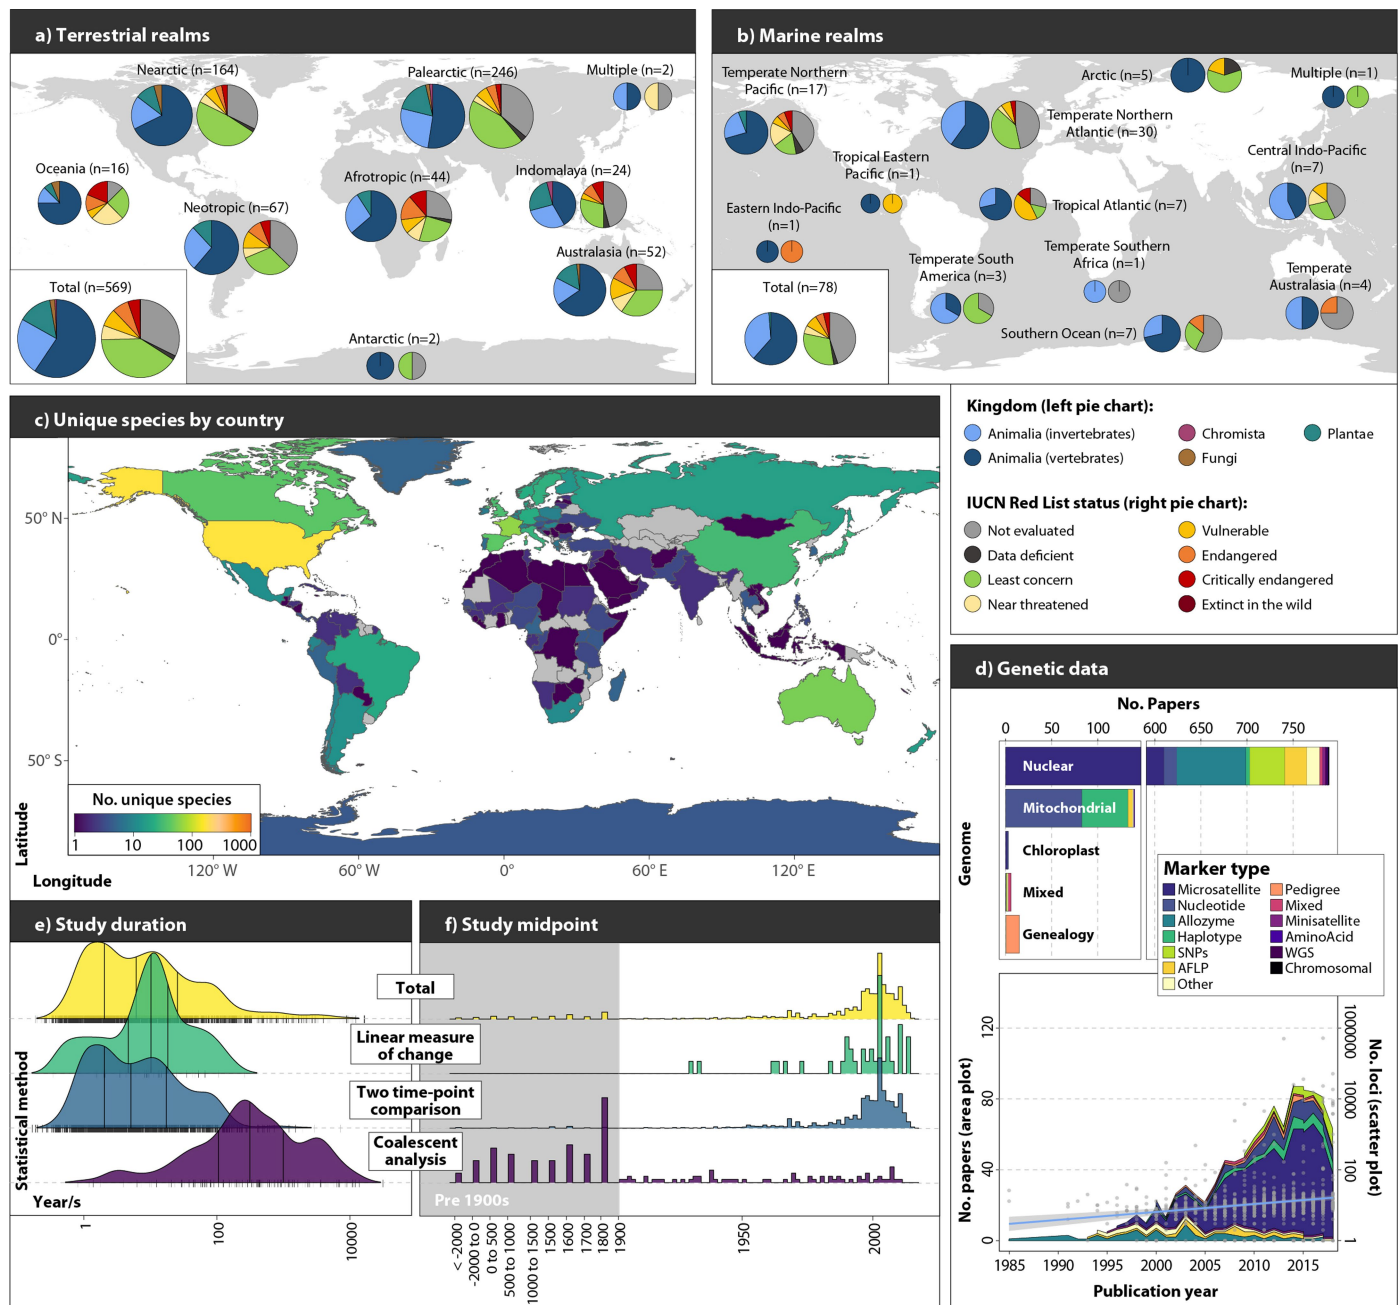 a) Terrestrial realms
Nearctic (n=164)
Palearctic (n=246)
Multiple (n=2)
Oceania (n=16)
Afrotropic (n=44)
Indomalaya (n=24)
Neotropic (n=67)
Australasia (n=52)
Total (n=569)
Antarctic (n=2)
b) Marine realms
Temperate Northern
Pacific (n=17)
Arctic (n=5)
Multiple (n=1)
Temperate Northern
Atlantic (n=30)
Tropical Eastern
Pacific (n=1)
Central Indo-Pacific
(n=7)
Eastern Indo-Pacific
(n=1)
Tropical Atlantic (n=7)
Temperate South
America (n=3)
Temperate Southern
Africa (n=1)
Temperate
Australasia (n=4)
Total (n=78)
Southern Ocean (n=7)
c) Unique species by country
50° N
0°
50° S
Latitude
No. unique species
1 10 100 1000
120° W 60° W 0° 60° E 120° E
Longitude
Kingdom (left pie chart):
Animalia (invertebrates)
Chromista
Plantae
Animalia (vertebrates)
Fungi
IUCN Red List status (right pie chart):
Not evaluated
Vulnerable
Data deficient
Endangered
Least concern
Critically endangered
Near threatened
Extinct in the wild
d) Genetic data
No. Papers
0 50 100 600 650 700 750
Genome
Nuclear
Mitochondrial
Chloroplast
Mixed
Genealogy
Marker type
Microsatellite
Pedigree
Nucleotide
Mixed
Allozyme
Minisatellite
Haplotype
AminoAcid
SNPs
WGS
AFLP
Chromosomal
Other
No. papers (area plot)
120
80
40
0
No. loci (scatter plot)
1000000
10000
100
1
1985 1990 1995 2000 2005 2010 2015
Publication year
e) Study duration
Statistical method
Year/s
1 100 10000
f) Study midpoint
Total
Linear measure
of change
Two time-point
comparison
Coalescent
analysis
Pre 1900s
< -2000
-2000 to 0
0 to 500
500 to 1000
1000 to 1500
1500
1600
1700
1800
1900
1950
2000